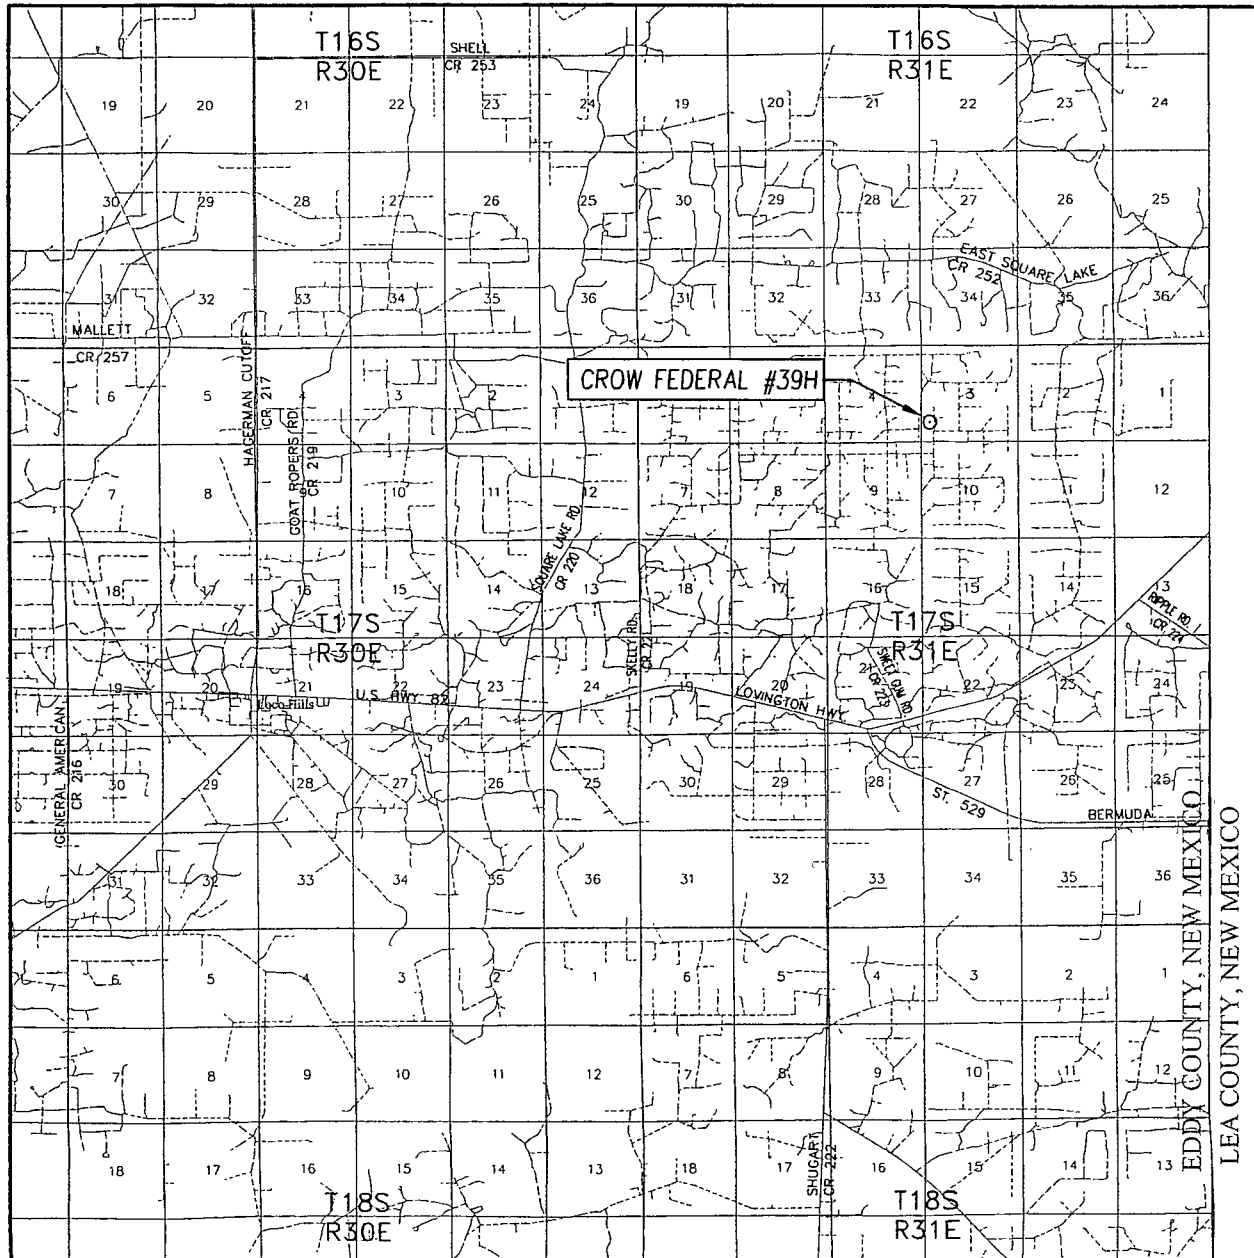 T16S
R30E
SHELL
CR 253
T16S
R31E
19 20 21 22 23 24 19 20 21 22 23 24
30 29 28 27 26 25 30 29 28 27 26 25
EAST SQUARE LAKE
CR 252
31 32 33 34 35 36 31 32 33 34 35 36
MALLETT
CR 257
HAGERMAN CUTOFF
CR 217
GOAT ROPERS RD
CR 219
CROW FEDERAL #39H
6 5 4 3 2 4 3 2 1
7 8 9 10 11 12 7 8 9 10 11 12
SQUARE LAKE RD.
CR 220
18 17 16 15 14 13 18 17 16 15 14 13
RIPPLE RD.
CR 224
T17S
R30E
SKELLY RD.
CR 221
T17S
R31E
SWEET GUM RD
CR 223
19 20 21 22 23 24 19 20 21 22 23 24
Loco Hills
U.S. HWY 82
LOVINGTON HWY
GENERAL AMERICAN
CR 216
30 29 28 27 26 25 30 29 28 27 26 25
ST. 529
BERMUDA
31 32 33 34 35 36 31 32 33 34 35 36
6 5 4 3 2 1 6 5 4 3 2 1
7 8 9 10 11 12 7 8 9 10 11 12
SHUGART
CR 222
18 17 16 15 14 13 18 17 16 15 14 13
T18S
R30E
T18S
R31E
EDDY COUNTY, NEW MEXICO
LEA COUNTY, NEW MEXICO